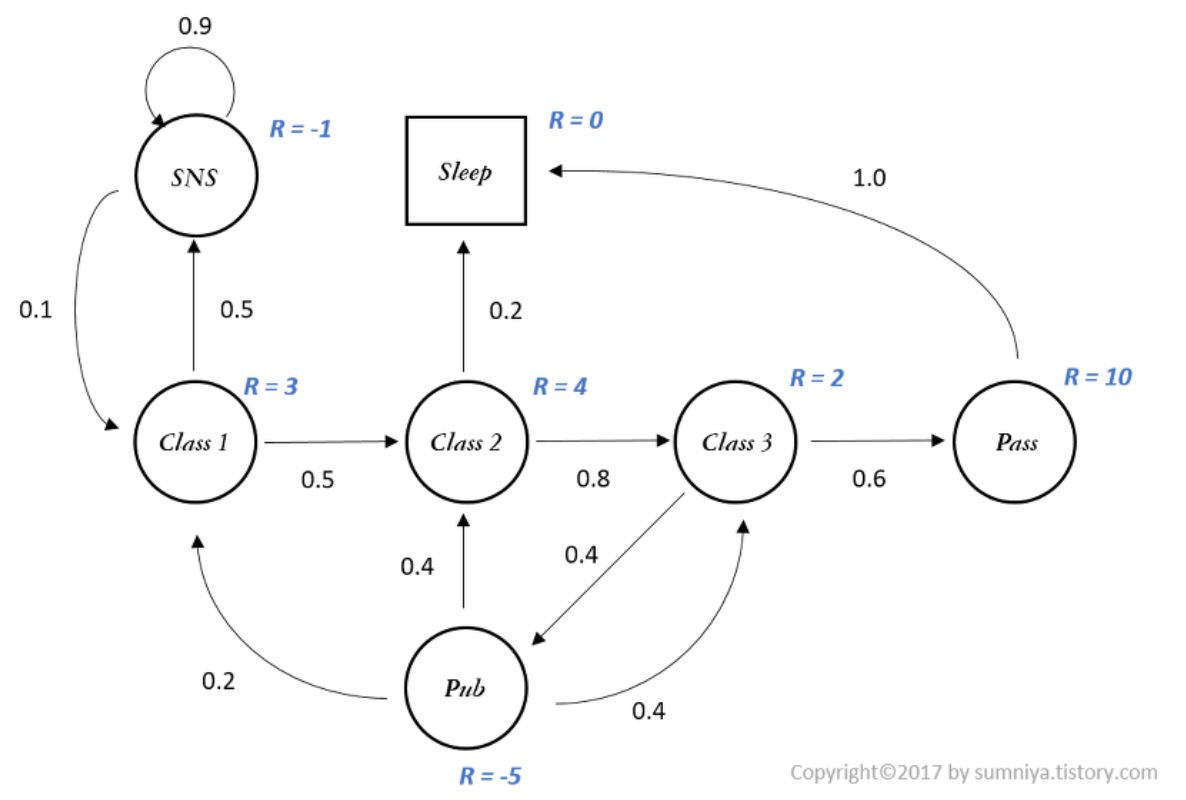 0.9
R = -1
SNS
R = 0
Sleep
1.0
0.1
0.5
0.2
R = 3
Class 1
0.5
R = 4
Class 2
0.8
R = 2
Class 3
0.6
R = 10
Pass
0.4
0.4
0.2
Pub
0.4
R = -5
Copyright©2017 by sumniya.tistory.com